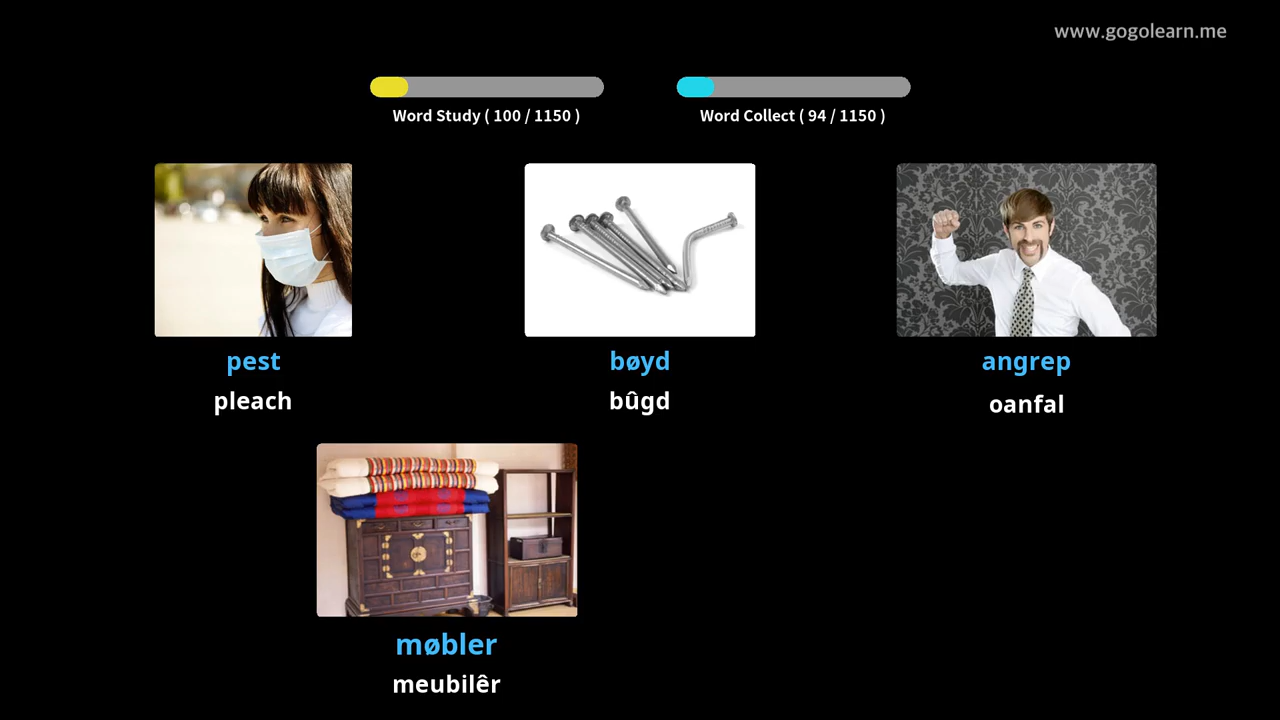 www.gogolearn.me
Word Study ( 100 / 1150 )
Word Collect ( 94 / 1150 )
pest
pleach
bøyd
bûgd
angrep
oanfal
møbler
meubilêr